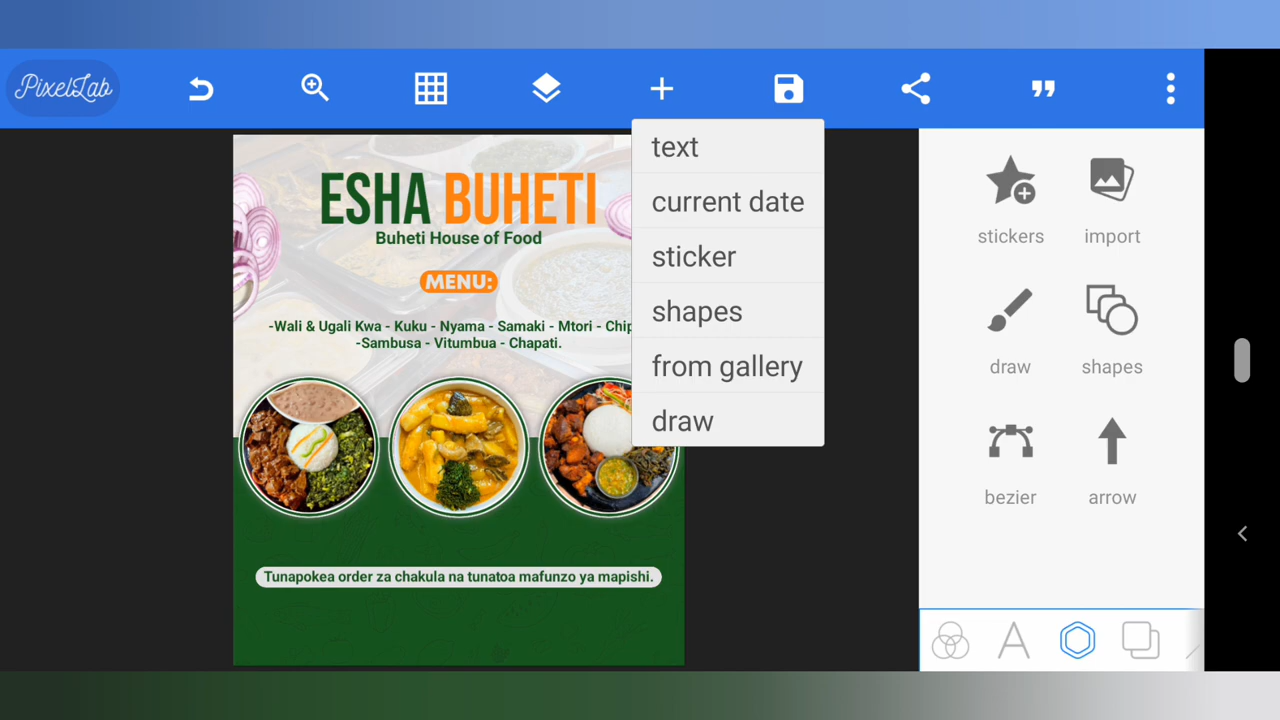 PixelLab
text
current date
sticker
shapes
from gallery
draw
ESHA BUHETI
Buheti House of Food
MENU:
-Wali & Ugali Kwa - Kuku - Nyama - Samaki - Mtori - Chip
-Sambusa - Vitumbua - Chapati.
Tunapokea order za chakula na tunatoa mafunzo ya mapishi.
stickers
import
draw
shapes
bezier
arrow
A